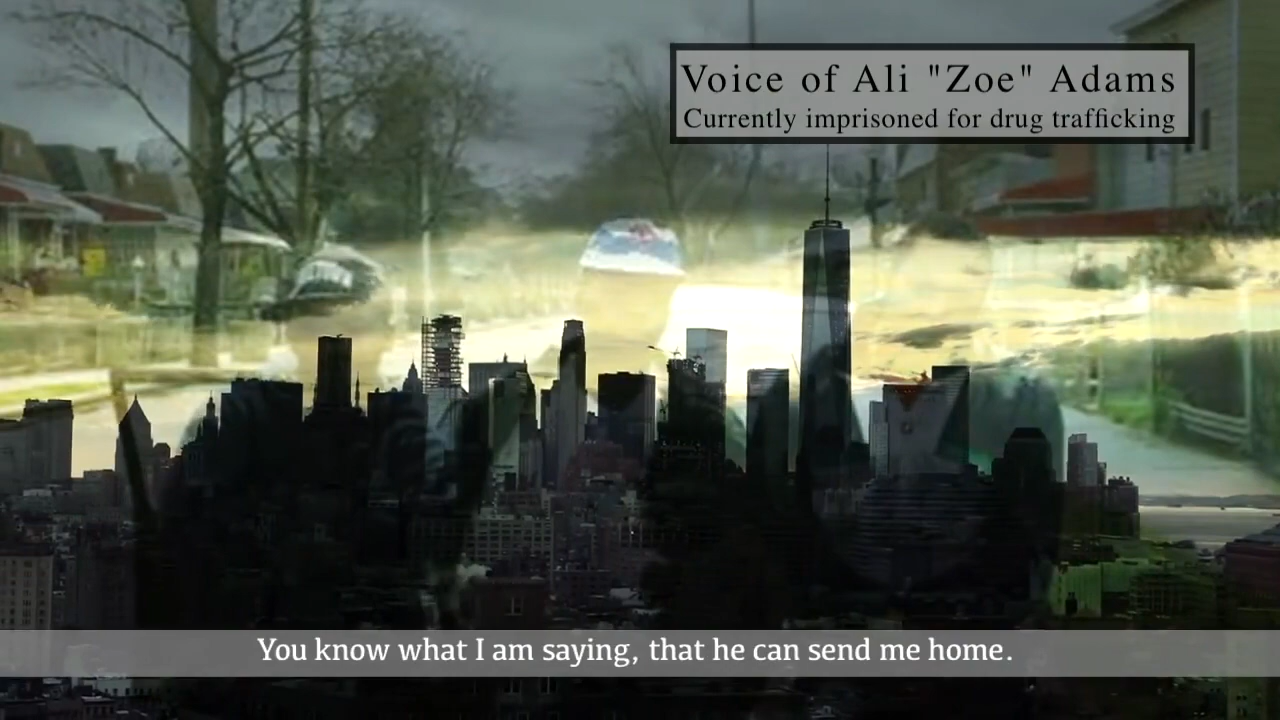 Voice of Ali "Zoe" Adams
Currently imprisoned for drug trafficking
You know what I am saying, that he can send me home.